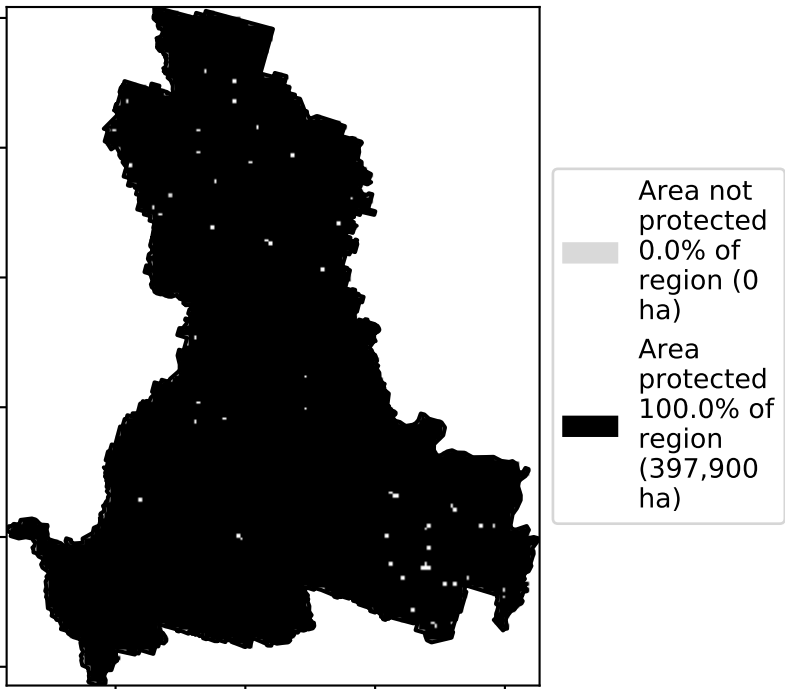 Area not
protected
0.0% of
region (0
ha)
Area
protected
100.0% of
region
(397,900
ha)